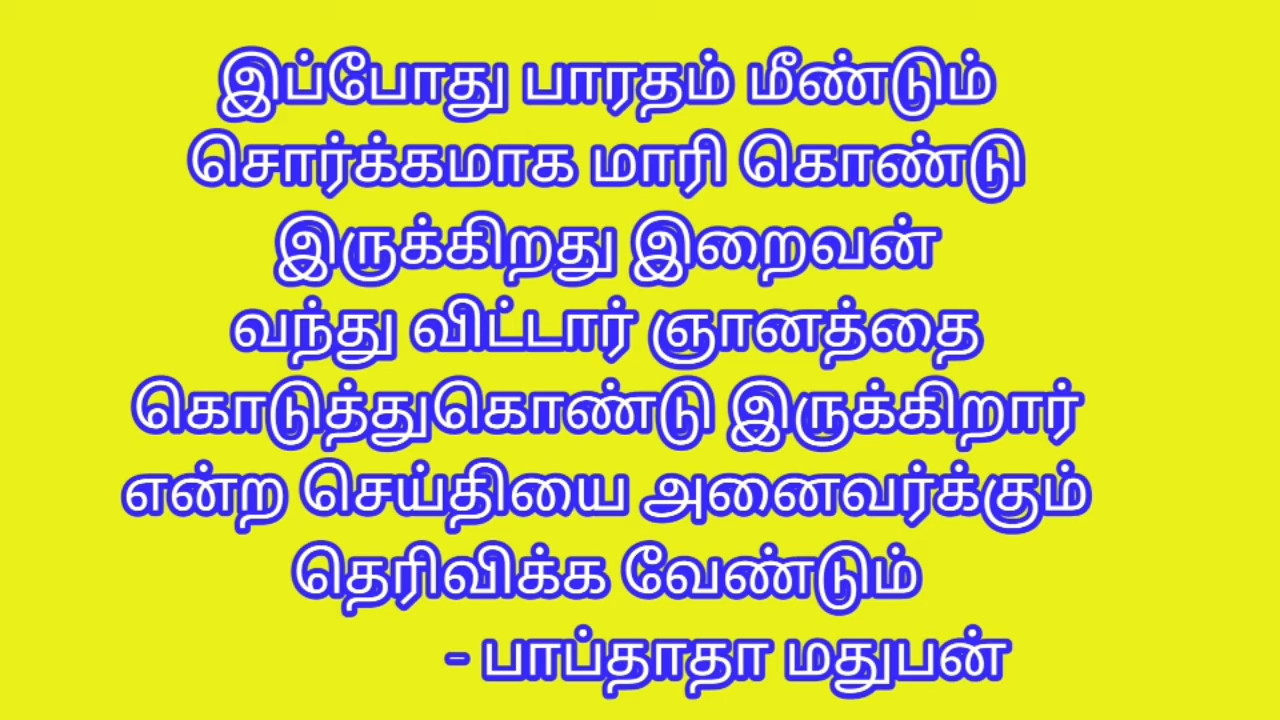 இப்போது பாரதம் மீண்டும்
சொர்க்கமாக மாரி கொண்டு
இருக்கிறது இறைவன்
வந்து விட்டார் ஞானத்தை
கொடுத்துகொண்டு இருக்கிறார்
என்ற செய்தியை அனைவர்க்கும்
தெரிவிக்க வேண்டும்
- பாப்தாதா மதுபன்